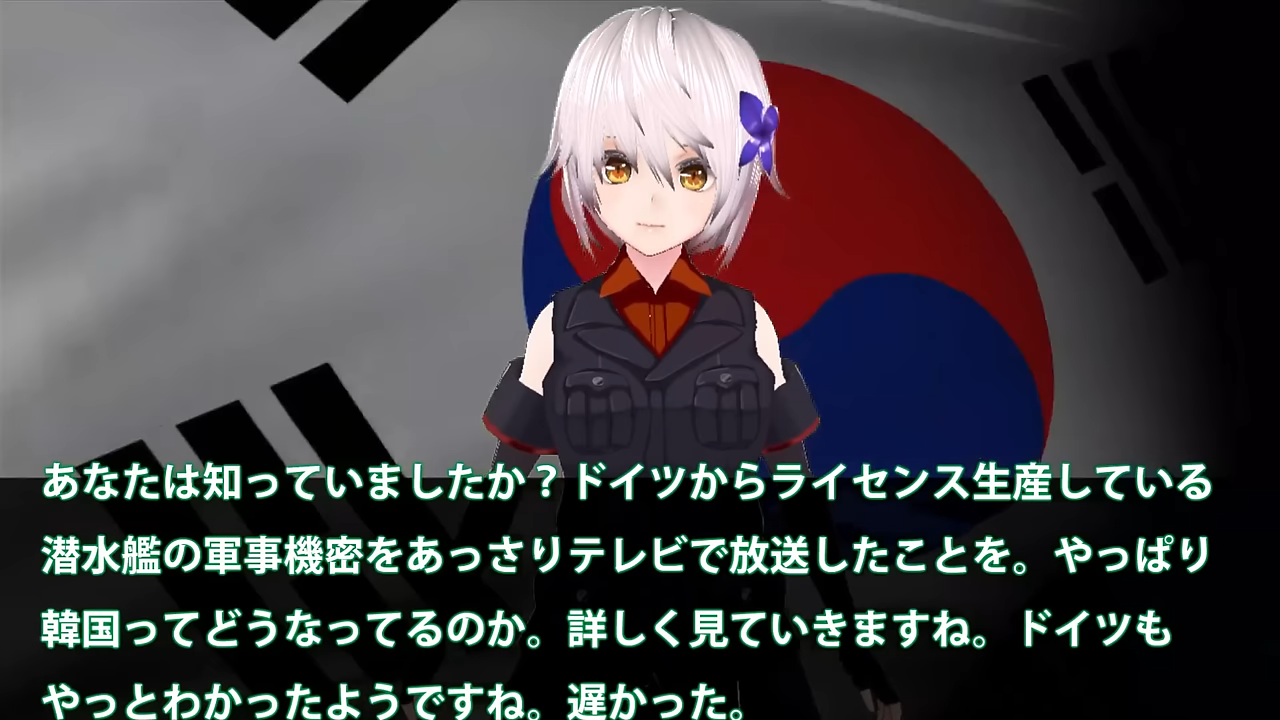 あなたは知っていましたか？ドイツからライセンス生産している
潜水艦の軍事機密をあっさりテレビで放送したことを。やっぱり
韓国ってどうなってるのか。詳しく見ていきますね。ドイツも
やっとわかったようですね。遅かった。